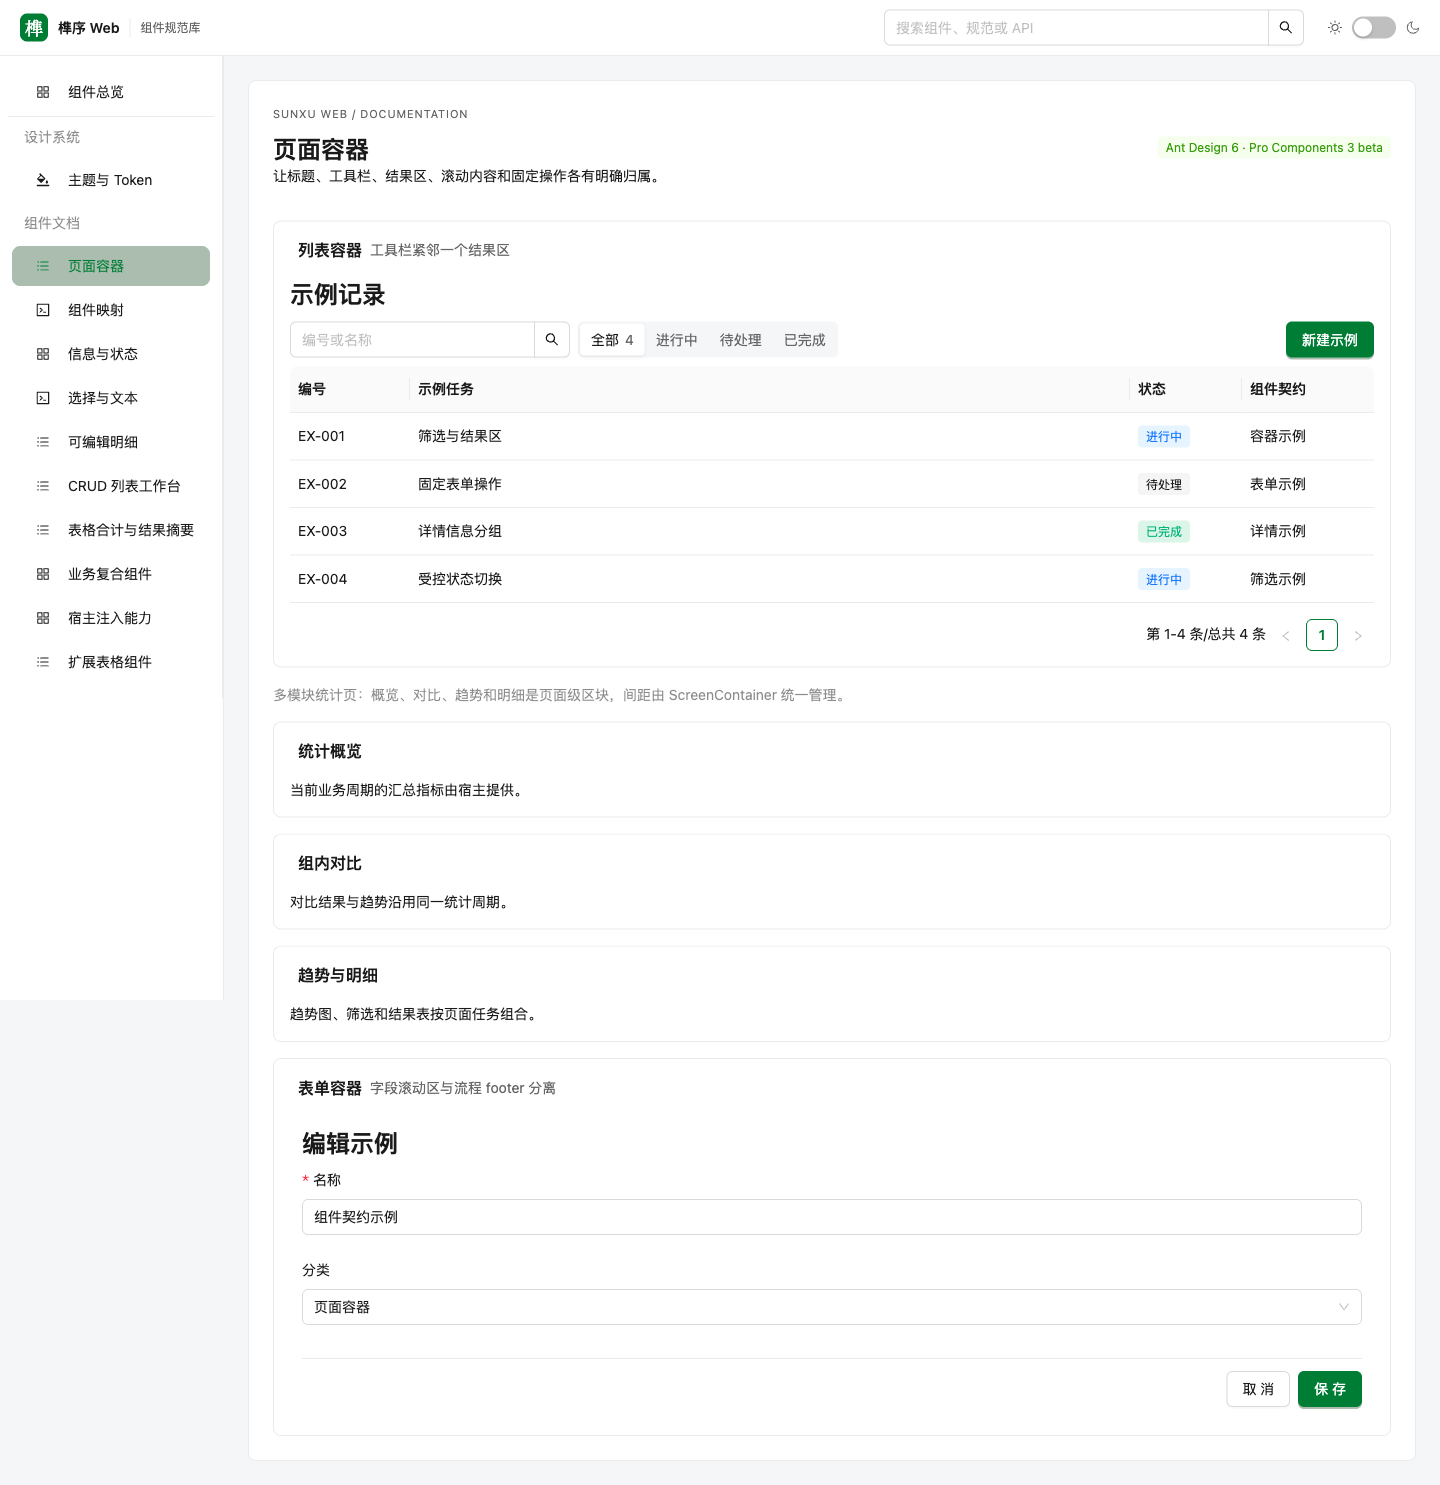 榫
榫序 Web
组件规范库
搜索组件、规范或 API
组件总览
设计系统
主题与 Token
组件文档
页面容器
组件映射
信息与状态
选择与文本
可编辑明细
CRUD 列表工作台
表格合计与结果摘要
业务复合组件
宿主注入能力
扩展表格组件
SUNXU WEB / DOCUMENTATION
页面容器
Ant Design 6 · Pro Components 3 beta
让标题、工具栏、结果区、滚动内容和固定操作各有明确归属。
列表容器 工具栏紧邻一个结果区
示例记录
编号或名称
全部 4 进行中 待处理 已完成
新建示例
编号 示例任务 状态 组件契约
EX-001 筛选与结果区 进行中 容器示例
EX-002 固定表单操作 待处理 表单示例
EX-003 详情信息分组 已完成 详情示例
EX-004 受控状态切换 进行中 筛选示例
第 1-4 条/总共 4 条 < 1 >
多模块统计页：概览、对比、趋势和明细是页面级区块，间距由 ScreenContainer 统一管理。
统计概览
当前业务周期的汇总指标由宿主提供。
组内对比
对比结果与趋势沿用同一统计周期。
趋势与明细
趋势图、筛选和结果表按页面任务组合。
表单容器 字段滚动区与流程 footer 分离
编辑示例
* 名称
组件契约示例
分类
页面容器
取 消 保 存